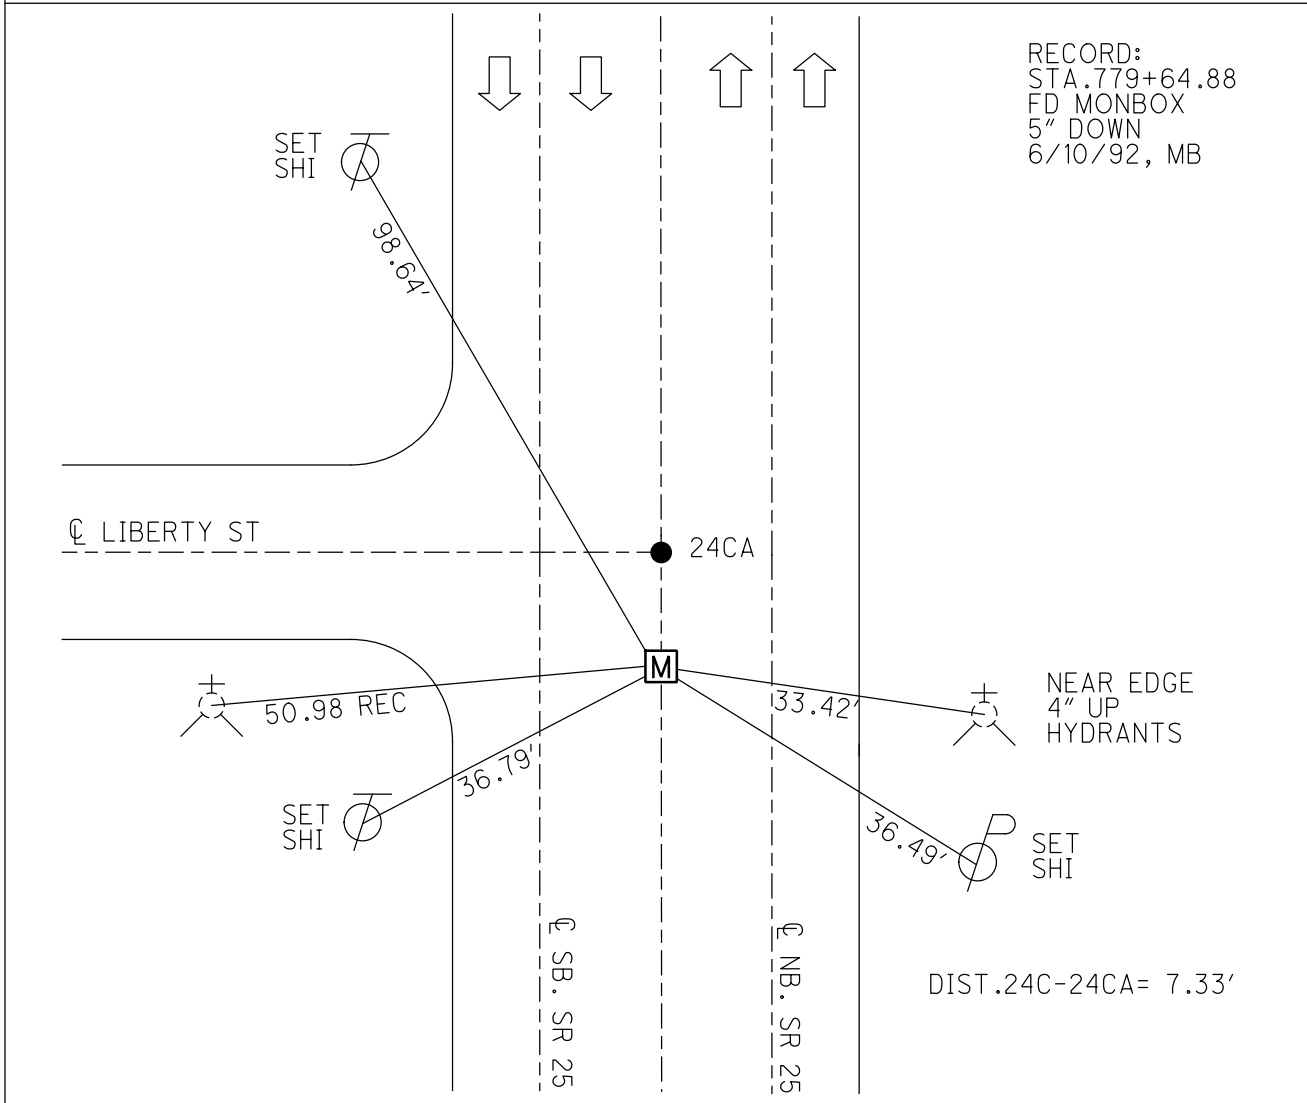 RECORD:
STA.779+64.88
FD MONBOX
5" DOWN
6/10/92, MB
SET
SHI
98.64'
℄ LIBERTY ST
24CA
M
50.98 REC
33.42'
NEAR EDGE
4" UP
HYDRANTS
36.79'
SET
SHI
36.49'
SET
SHI
℄ SB. SR 25
℄ NB. SR 25
DIST.24C-24CA= 7.33'